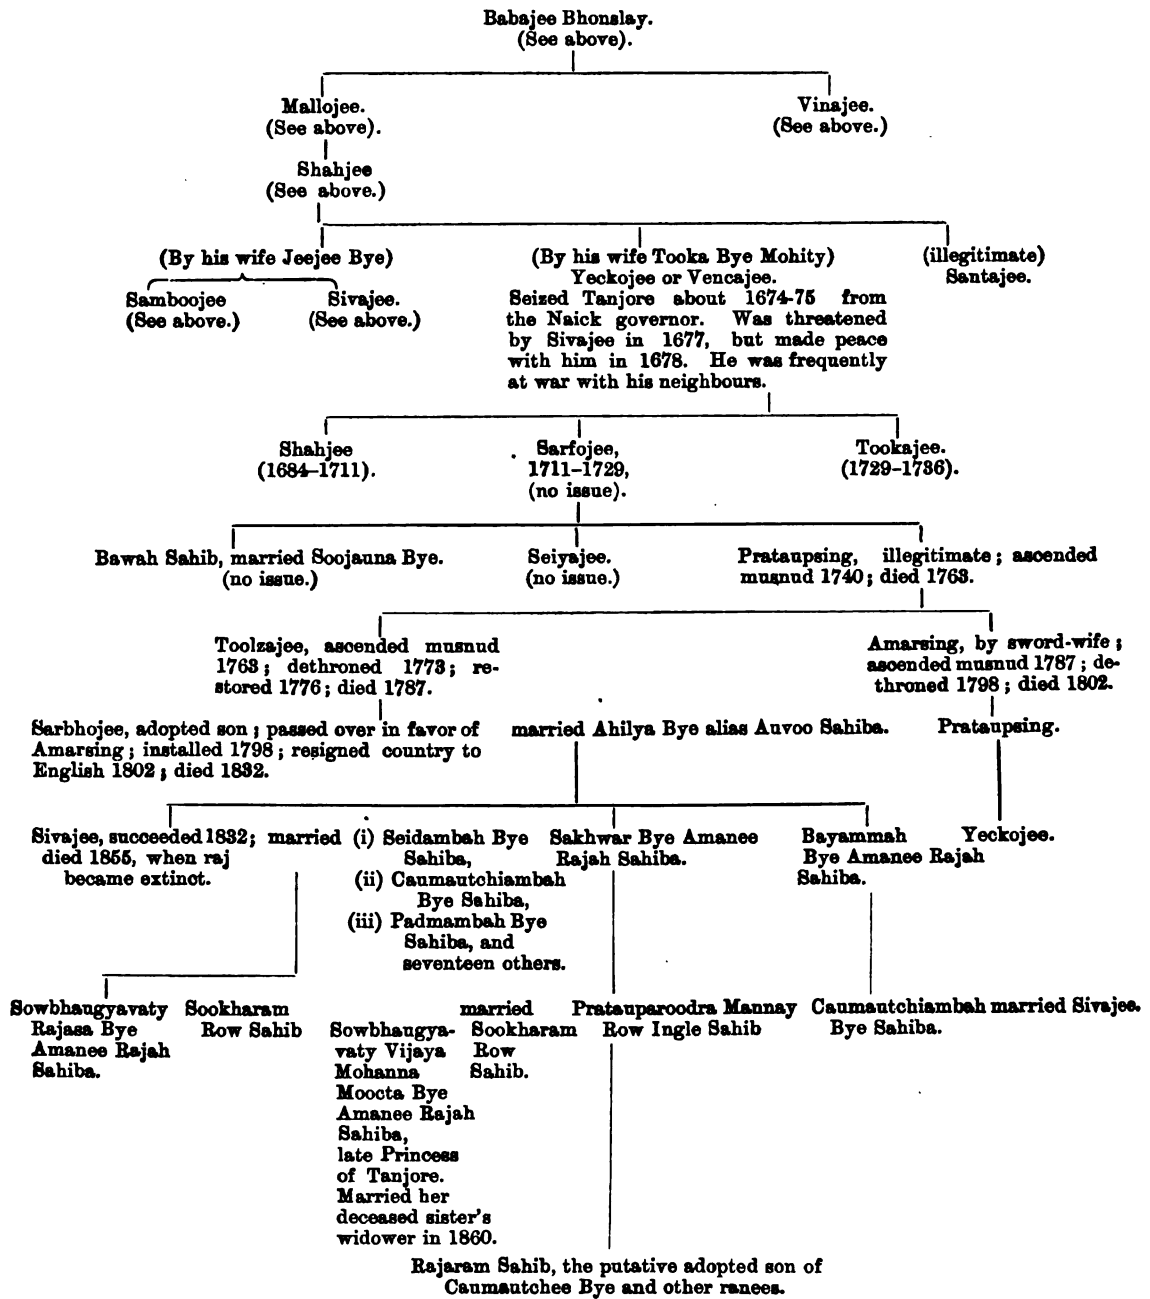 Babajee Bhonslay.
(See above).
Mallojee.
(See above).
Vinajee.
(See above.)
Shahjee
(See above.)
(By his wife Jeejee Bye)
Samboojee
(See above.)
Sivajee.
(See above.)
(By his wife Tooka Bye Mohity)
Yeckojee or Vencajee.
Seized Tanjore about 1674-75 from
the Naick governor. Was threatened
by Sivajee in 1677, but made peace
with him in 1678. He was frequently
at war with his neighbours.
(illegitimate)
Santajee.
Shahjee
(1684–1711).
Sarfojee,
1711–1729,
(no issue).
Tookajee.
(1729–1736).
Bawah Sahib, married Soojauna Bye.
(no issue.)
Seiyajee.
(no issue.)
Prataupsing, illegitimate; ascended
musnud 1740; died 1763.
Toolzajee, ascended musnud
1763; dethroned 1773; re-
stored 1776; died 1787.
Amarsing, by sword-wife;
ascended musnud 1787; de-
throned 1798; died 1802.
Sarbhojee, adopted son; passed over in favor of
Amarsing; installed 1798; resigned country to
English 1802; died 1832.
married Ahilya Bye alias Auvoo Sahiba.
Prataupsing.
Sivajee, succeeded 1832; married
died 1855, when raj
became extinct.
(i) Seidambah Bye
Sahiba,
(ii) Caumautchiambah
Bye Sahiba,
(iii) Padmambah Bye
Sahiba, and
seventeen others.
Sakhwar Bye Amanee
Rajah Sahiba.
Bayammah
Bye Amanee Rajah
Sahiba.
Yeckojee.
Sowbhangyavaty
Rajasa Bye
Amanee Rajah
Sahiba.
Sookharam
Row Sahib
married
Sowbhaugya-
vaty Vijaya
Mohanna
Moocta Bye
Amanee Rajah
Sahiba,
late Princess
of Tanjore.
Married her
deceased sister's
widower in 1860.
Sookharam
Row
Sahib.
Pratauparoodra Mannay
Row Ingle Sahib
Caumautchiambah married Sivajee.
Bye Sahiba.
Rajaram Sahib, the putative adopted son of
Caumautchee Bye and other ranees.